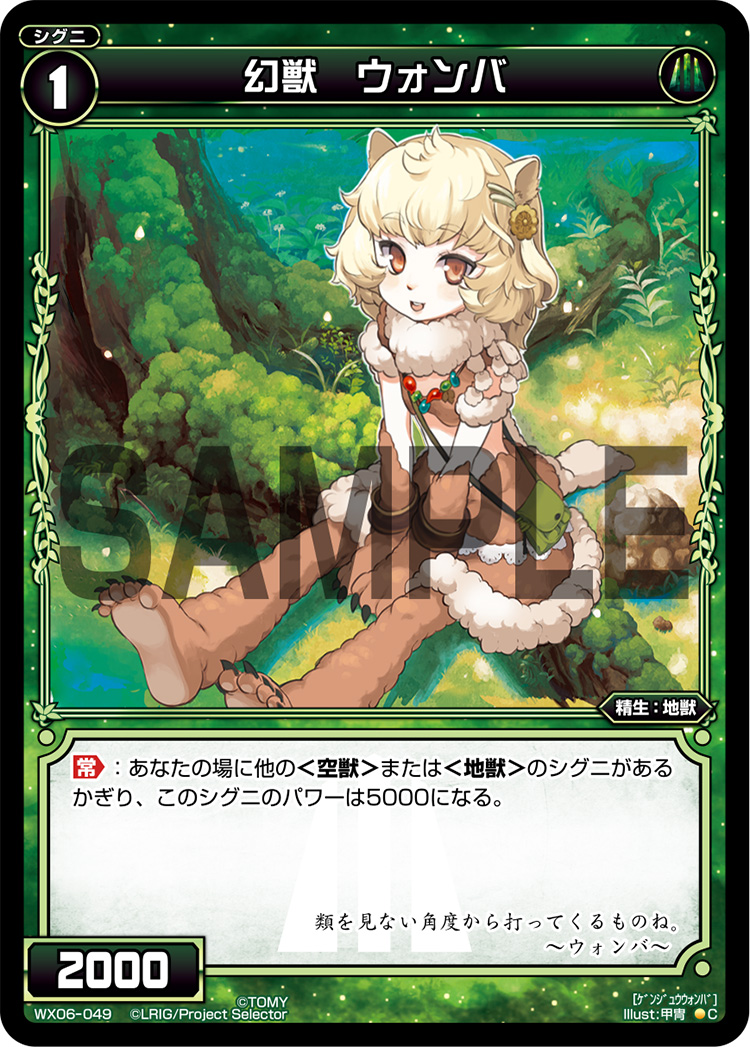 シグニ
1
幻獣　ウォンバ
SAMPLE
精生：地獣
常：あなたの場に他の＜空獣＞または＜地獣＞のシグニがある
かぎり、このシグニのパワーは5000になる。
類を見ない角度から打ってくるものね。
～ウォンバ～
2000
©TOMY
WX06-049 ©LRIG/Project Selector
[ｹﾞﾝｼﾞｭｳｳｫﾝﾊﾞ]
Illust:甲冑 C